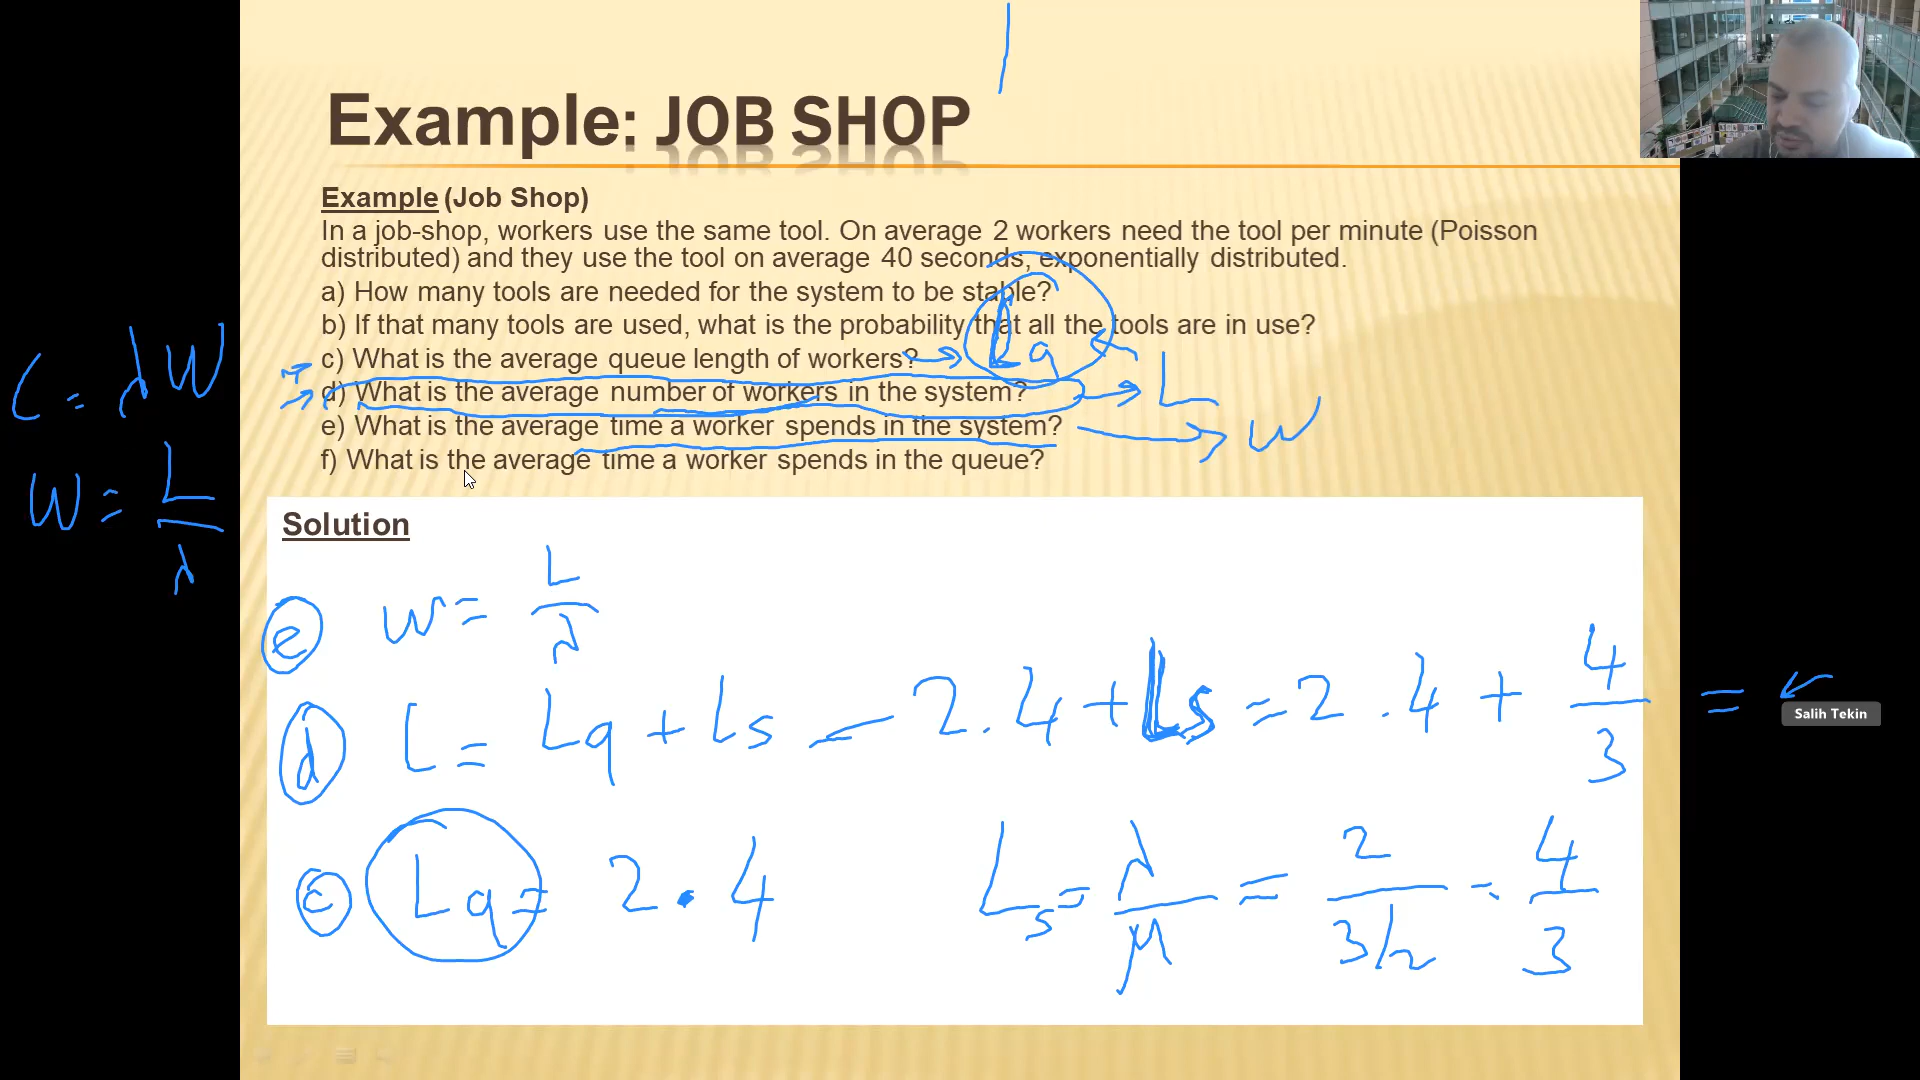 Example: JOB SHOP
Example (Job Shop)
In a job-shop, workers use the same tool. On average 2 workers need the tool per minute (Poisson
distributed) and they use the tool on average 40 seconds, exponentially distributed.
a) How many tools are needed for the system to be stable?
b) If that many tools are used, what is the probability that all the tools are in use?
c) What is the average queue length of workers? → Lq
d) What is the average number of workers in the system? → L
e) What is the average time a worker spends in the system? → W
f) What is the average time a worker spends in the queue?
L = λW
W = L/λ
Solution
e W = L/λ
d L = Lq + Ls = 2.4 + Ls = 2.4 + 4/3 =
Salih Tekin
c Lq = 2.4 Ls = λ/μ = 2/3/2 = 4/3